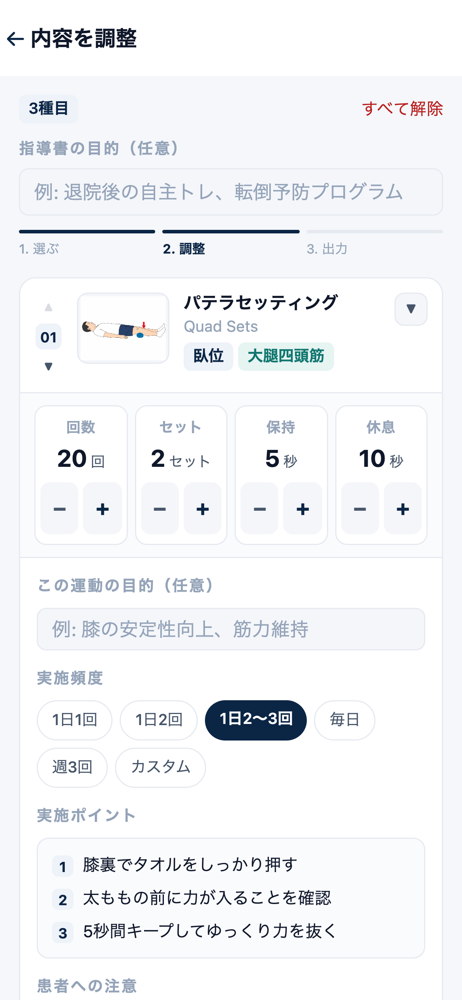 ← 内容を調整
3種目
すべて解除
指導書の目的（任意）
例: 退院後の自主トレ、転倒予防プログラム
1. 選ぶ
2. 調整
3. 出力
▲
01
▼
パテラセッティング
Quad Sets
臥位
大腿四頭筋
▼
回数
20 回
− +
セット
2 セット
− +
保持
5 秒
− +
休息
10 秒
− +
この運動の目的（任意）
例: 膝の安定性向上、筋力維持
実施頻度
1日1回
1日2回
1日2〜3回
毎日
週3回
カスタム
実施ポイント
1 膝裏でタオルをしっかり押す
2 太ももの前に力が入ることを確認
3 5秒間キープしてゆっくり力を抜く
患者への注意